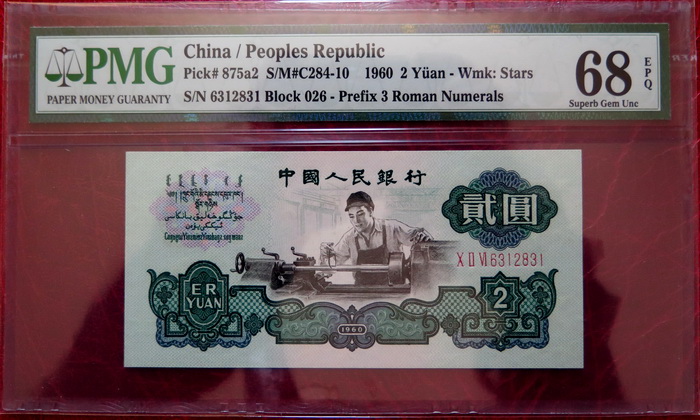 PMG
PAPER MONEY GUARANTY
China / Peoples Republic
Pick# 875a2 S/M#C284-10 1960 2 Yüan - Wmk: Stars
S/N 6312831 Block 026 - Prefix 3 Roman Numerals
68 EPQ
Superb Gem Unc
中國人民銀行
貳圓
X II VI 6312831
ER
YUAN
2
1960